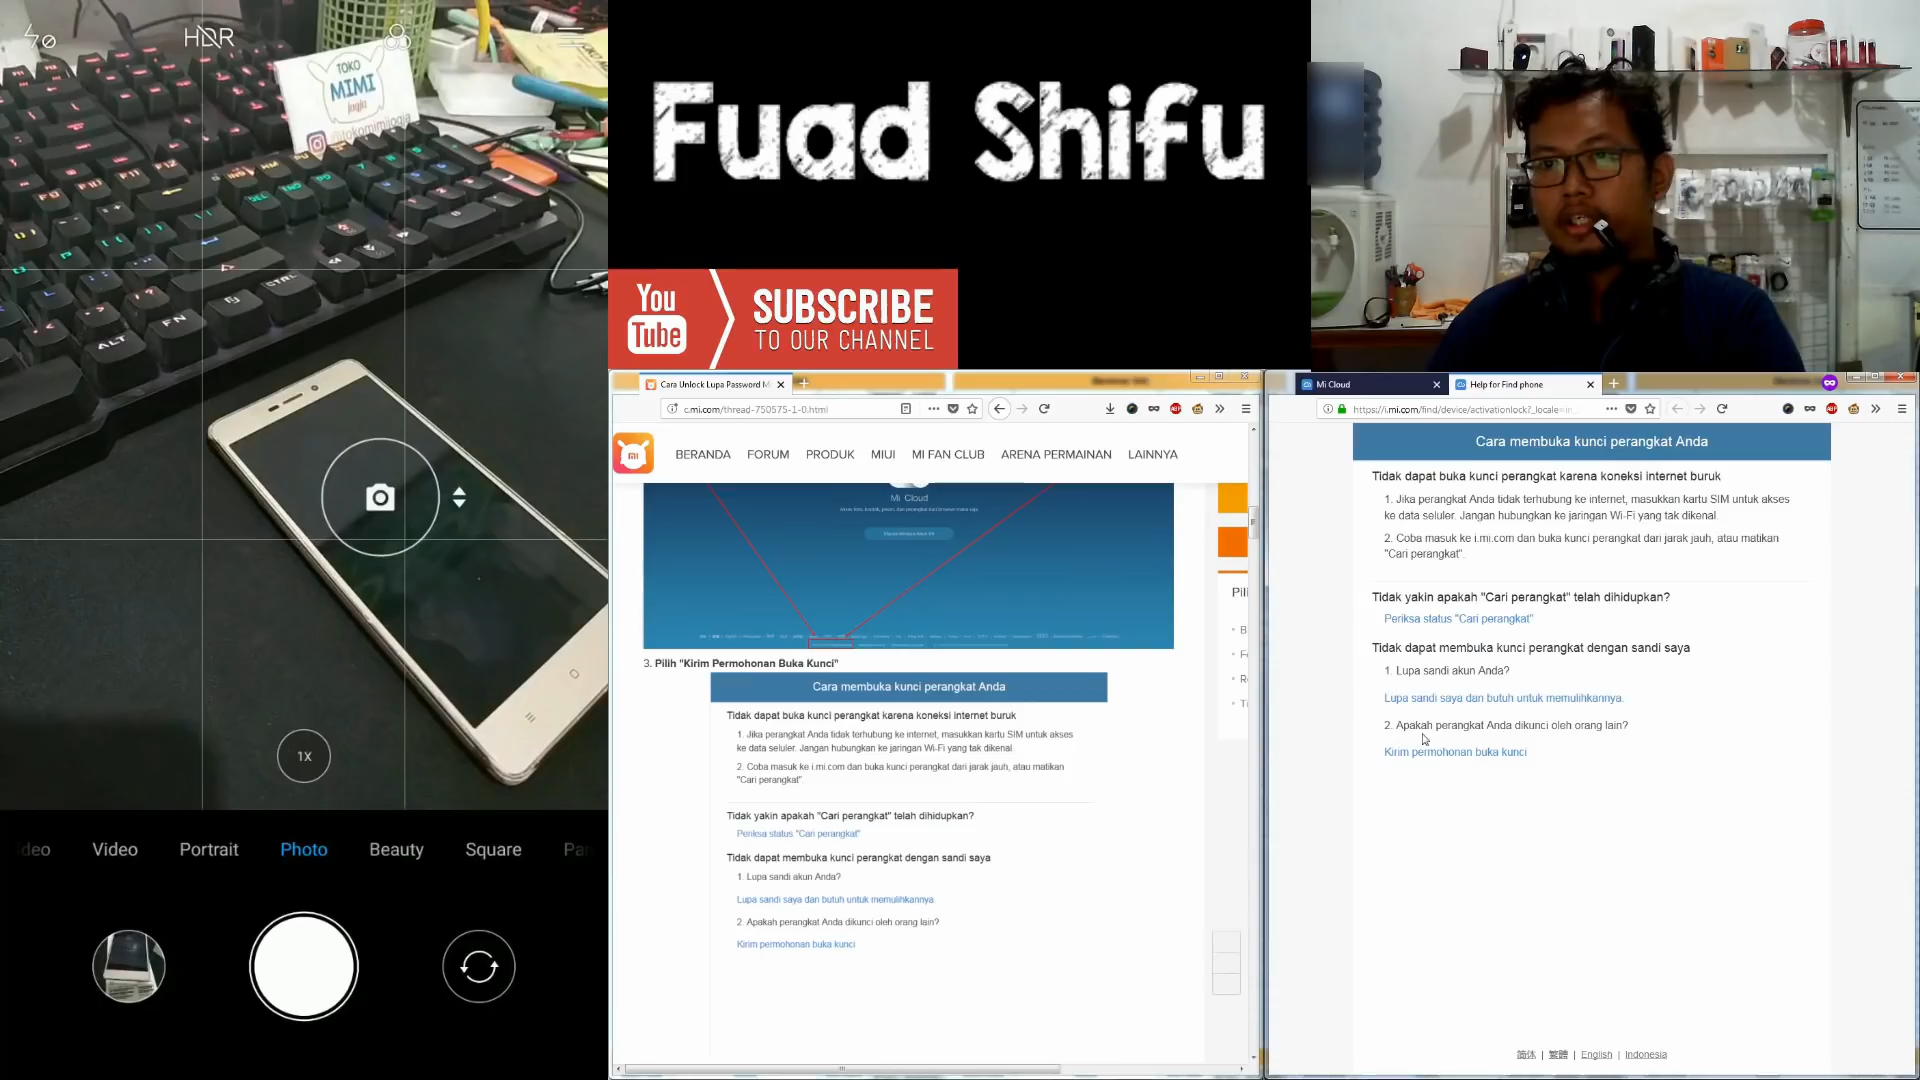 HDR
TOKO
MIMI
jogja
@tokomimijogja
F12
F11
F10
F9
DEL
CTRL
FN
ALT
1X
Video
Portrait
Photo
Beauty
Square
Fuad Shifu
You
Tube
SUBSCRIBE
TO OUR CHANNEL
Cara Unlock Lupa Password M
c.mi.com/thread-750575-1-0.html
BERANDA FORUM PRODUK MIUI MI FAN CLUB ARENA PERMAINAN LAINNYA
Mi Cloud
3. Pilih "Kirim Permohonan Buka Kunci"
Cara membuka kunci perangkat Anda
Tidak dapat buka kunci perangkat karena koneksi internet buruk
1. Jika perangkat Anda tidak terhubung ke internet, masukkan kartu SIM untuk akses
ke data seluler. Jangan hubungkan ke jaringan Wi-Fi yang tak dikenal
2. Coba masuk ke i.mi.com dan buka kunci perangkat dari jarak jauh, atau matikan
"Cari perangkat".
Tidak yakin apakah "Cari perangkat" telah dihidupkan?
Periksa status "Cari perangkat"
Tidak dapat membuka kunci perangkat dengan sandi saya
1. Lupa sandi akun Anda?
Lupa sandi saya dan butuh untuk memulihkannya
2. Apakah perangkat Anda dikunci oleh orang lain?
Kirim permohonan buka kunci
Pili
Mi Cloud
Help for Find phone
https://i.mi.com/find/device/activationlock?_locale=in...
Cara membuka kunci perangkat Anda
Tidak dapat buka kunci perangkat karena koneksi internet buruk
1. Jika perangkat Anda tidak terhubung ke internet, masukkan kartu SIM untuk akses
ke data seluler. Jangan hubungkan ke jaringan Wi-Fi yang tak dikenal.
2. Coba masuk ke i.mi.com dan buka kunci perangkat dari jarak jauh, atau matikan
"Cari perangkat".
Tidak yakin apakah "Cari perangkat" telah dihidupkan?
Periksa status "Cari perangkat"
Tidak dapat membuka kunci perangkat dengan sandi saya
1. Lupa sandi akun Anda?
Lupa sandi saya dan butuh untuk memulihkannya.
2. Apakah perangkat Anda dikunci oleh orang lain?
Kirim permohonan buka kunci
简体 | 繁體 | English | Indonesia